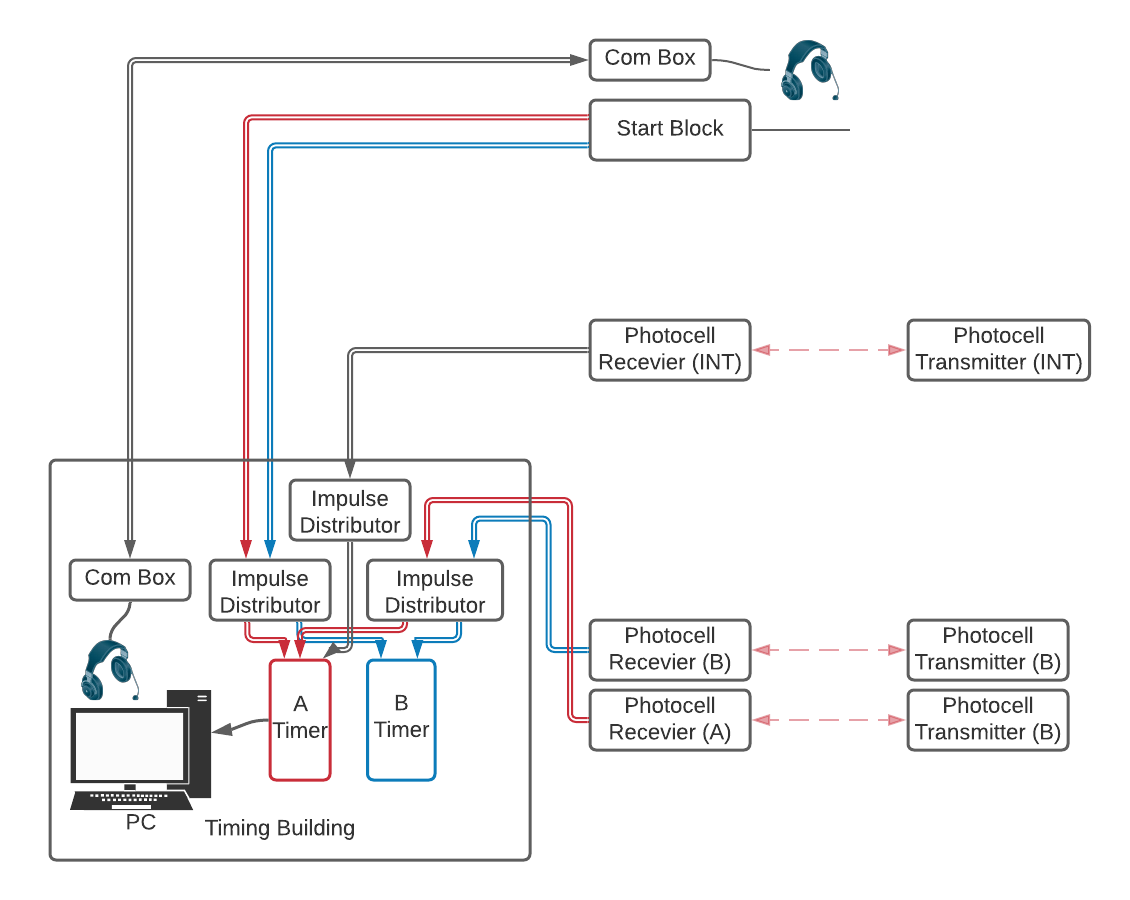 Com Box
Start Block
Photocell
Recevier (INT)
Photocell
Transmitter (INT)
Impulse
Distributor
Com Box
Impulse
Distributor
Impulse
Distributor
Photocell
Recevier (B)
Photocell
Transmitter (B)
A
Timer
B
Timer
Photocell
Recevier (A)
Photocell
Transmitter (B)
PC
Timing Building